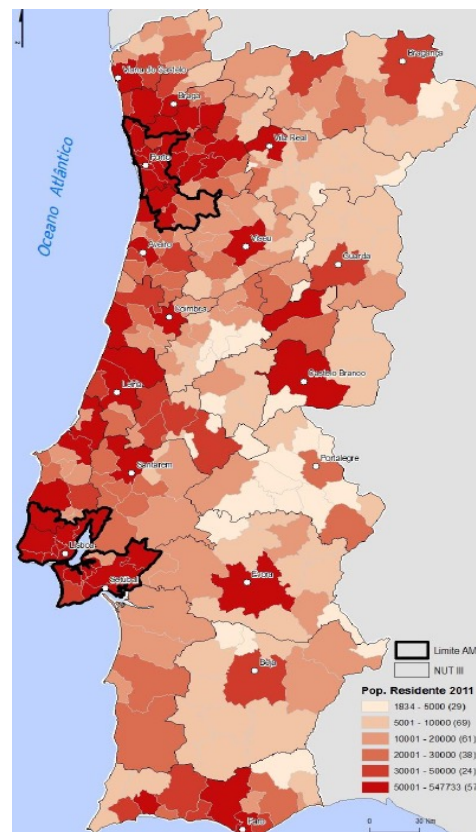 Bragança
Viana do Castelo
Braga
Vila Real
Porto
Oceano Atlântico
Aveiro
Viseu
Guarda
Coimbra
Castelo Branco
Leiria
Portalegre
Santarém
Lisboa
Setúbal
Évora
Beja
Limite AM
NUT III
Pop. Residente 2011
1834 - 5000 (29)
5001 - 10000 (69)
10001 - 20000 (61)
20001 - 30000 (38)
30001 - 50000 (24)
50001 - 547733 (57
Faro
30 Km